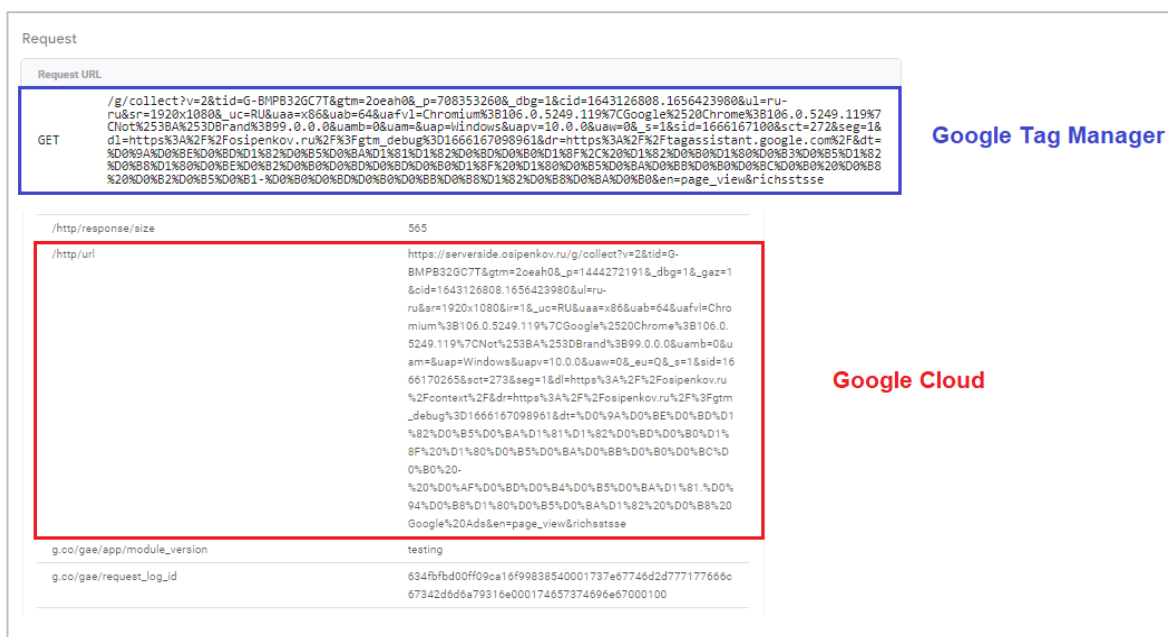 Request
Request URL
/g/collect?v=2&tid=G-BMPB32GC7T&gtm=2oeah0&_p=708353260&_dbg=1&cid=1643126808.1656423980&ul=ru-
ru&sr=1920x1080&_uc=RU&uaa=x86&uab=64&uafvl=Chromium%3B106.0.5249.119%7CGoogle%2520Chrome%3B106.0.5249.119%7
CNot%253BA%253DBrand%3B99.0.0.0&uamb=0&uam=&uap=Windows&uapv=10.0.0&uaw=0&_s=1&sid=1666167100&sct=272&seg=1&
GET
dl=https%3A%2F%2Fosipenkov.ru%2F%3Fgtm_debug%3D1666167098961&dr=https%3A%2F%2Ftagassistant.google.com%2F&dt=
%D0%9A%D0%BE%D0%BD%D1%82%D0%B5%D0%BA%D1%81%D1%82%D0%BD%D0%B0%D1%8F%2C%20%D1%82%D0%B0%D1%80%D0%B3%D0%B5%D1%82
%D0%B8%D1%80%D0%BE%D0%B2%D0%B0%D0%BD%D0%BD%D0%B0%D1%8F%20%D1%80%D0%B5%D0%BA%D0%BB%D0%B0%D0%BC%D0%B0%20%D0%B8
%20%D0%B2%D0%B5%D0%B1-%D0%B0%D0%BD%D0%B0%D0%BB%D0%B8%D1%82%D0%B8%D0%BA%D0%B0&en=page_view&richsstsse
Google Tag Manager
/http/response/size 565
/http/url https://serverside.osipenkov.ru/g/collect?v=2&tid=G-
BMPB32GC7T&gtm=2oeah0&_p=1444272191&_dbg=1&_gaz=1
&cid=1643126808.1656423980&ul=ru-
ru&sr=1920x1080&ir=1&_uc=RU&uaa=x86&uab=64&uafvl=Chro
mium%3B106.0.5249.119%7CGoogle%2520Chrome%3B106.0.
5249.119%7CNot%253BA%253DBrand%3B99.0.0.0&uamb=0&u
am=&uap=Windows&uapv=10.0.0&uaw=0&_eu=Q&_s=1&sid=16
66170265&sct=273&seg=1&dl=https%3A%2F%2Fosipenkov.ru
%2Fcontext%2F&dr=https%3A%2F%2Fosipenkov.ru%2F%3Fgtm
_debug%3D1666167098961&dt=%D0%9A%D0%BE%D0%BD%D1
%82%D0%B5%D0%BA%D1%81%D1%82%D0%BD%D0%B0%D1%
8F%20%D1%80%D0%B5%D0%BA%D0%BB%D0%B0%D0%BC%D
0%B0%20-
%20%D0%AF%D0%BD%D0%B4%D0%B5%D0%BA%D1%81.%D0%
94%D0%B8%D1%80%D0%B5%D0%BA%D1%82%20%D0%B8%20
Google%20Ads&en=page_view&richsstsse
Google Cloud
g.co/gae/app/module_version testing
g.co/gae/request_log_id 634fbfbd00ff09ca16f99838540001737e67746d2d777177666c
67342d6d6a79316e000174657374696e67000100